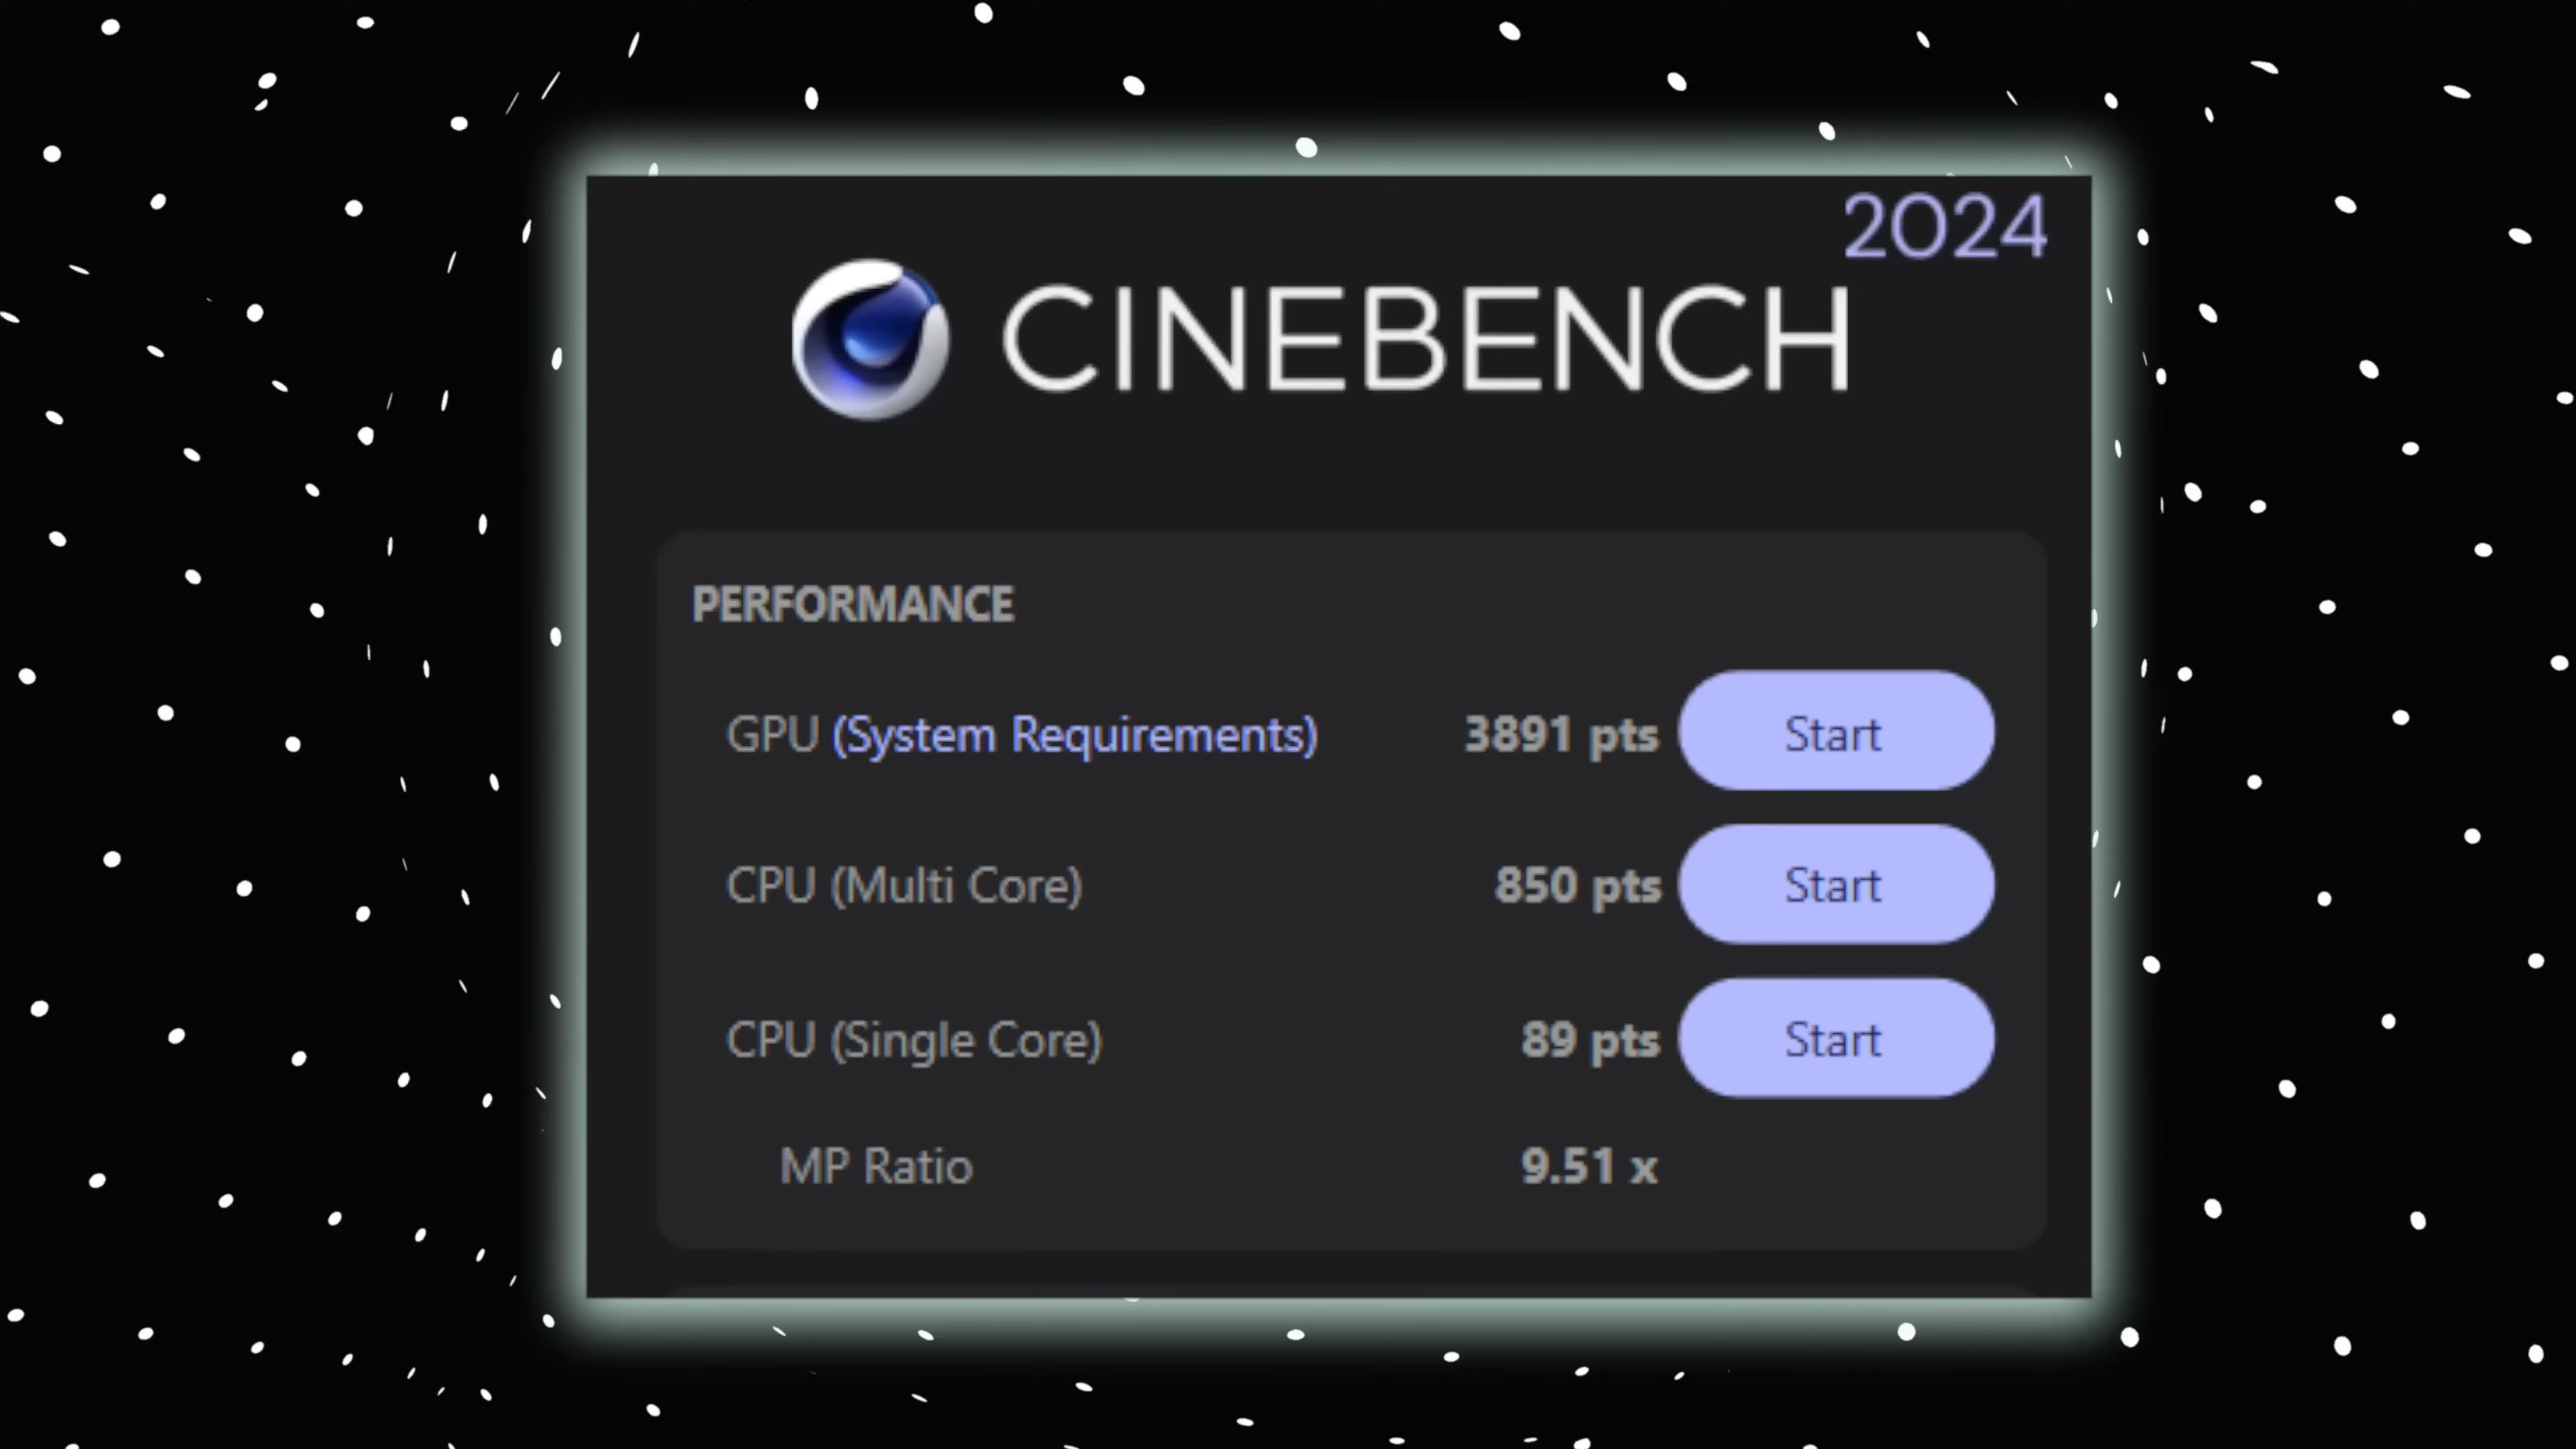 2024
CINEBENCH
PERFORMANCE
GPU (System Requirements) 3891 pts Start
CPU (Multi Core) 850 pts Start
CPU (Single Core) 89 pts Start
MP Ratio 9.51 x